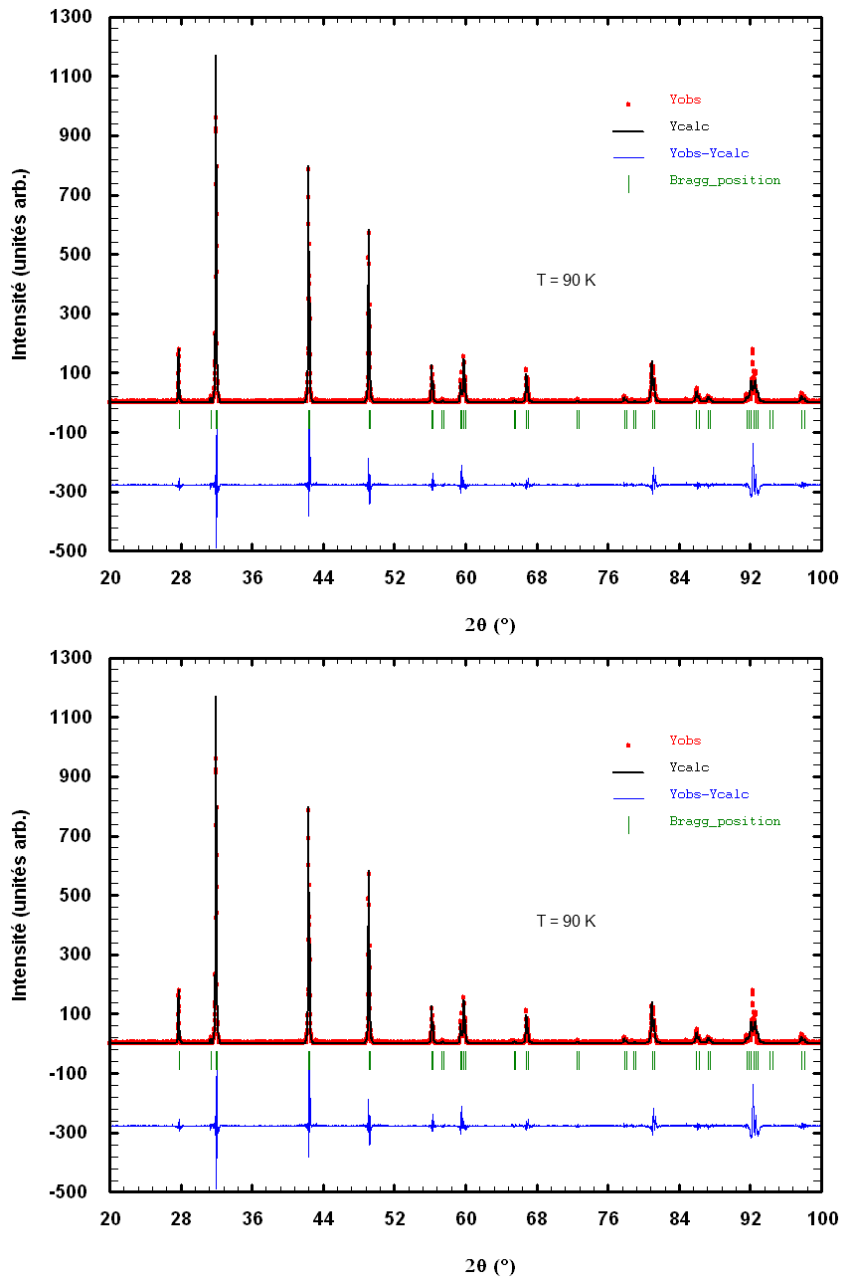 1300
1100
900
700
500
300
100
-100
-300
-500
Intensité (unités arb.)
Yobs
Ycalc
Yobs-Ycalc
Bragg_position
T = 90 K
20 28 36 44 52 60 68 76 84 92 100
2θ (°)
1300
1100
900
700
500
300
100
-100
-300
-500
Intensité (unités arb.)
Yobs
Ycalc
Yobs-Ycalc
Bragg_position
T = 90 K
20 28 36 44 52 60 68 76 84 92 100
2θ (°)